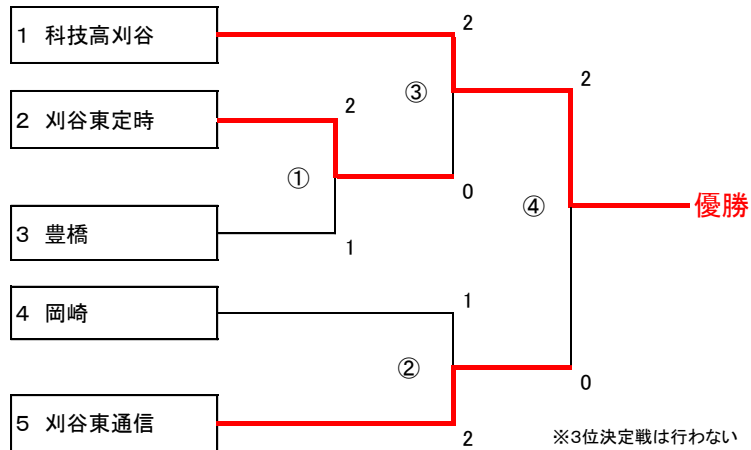 1 科技高刈谷
2
2
③
2 刈谷東定時
2
①
0
④
優勝
3 豊橋
1
4 岡崎
1
②
0
5 刈谷東通信
2
※3位決定戦は行わない